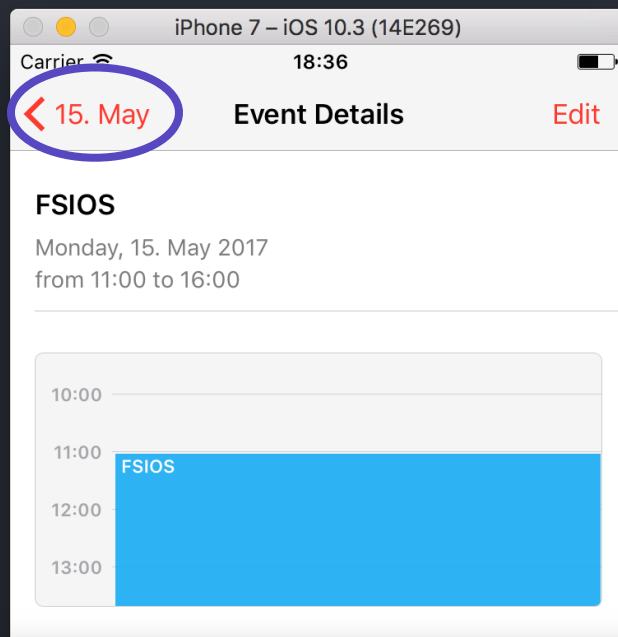 iPhone 7 – iOS 10.3 (14E269)
Carrier 18:36
15. May Event Details Edit
FSIOS
Monday, 15. May 2017
from 11:00 to 16:00
10:00
11:00
FSIOS
12:00
13:00